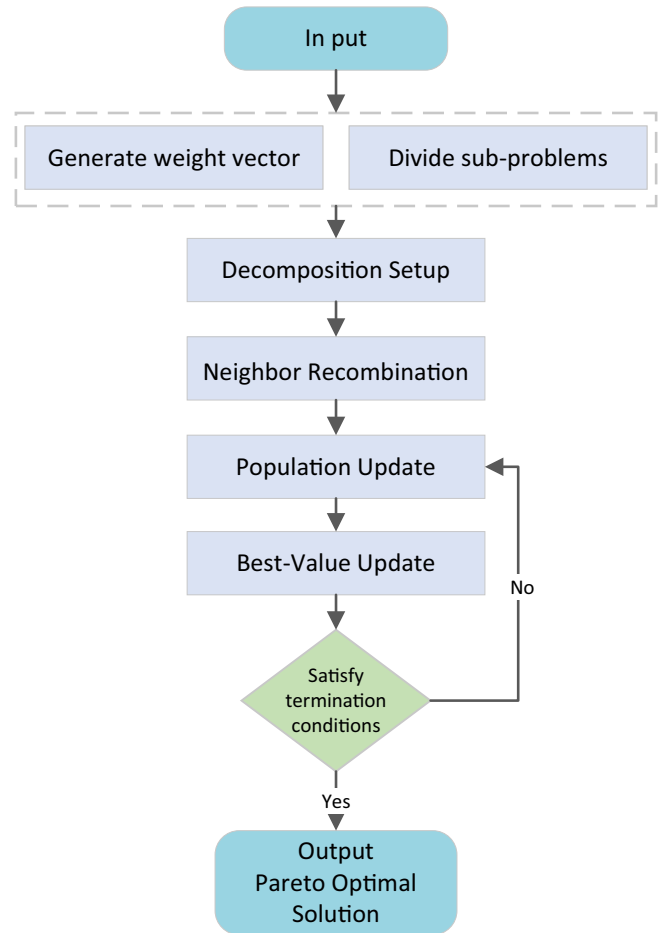 In put
Generate weight vector
Divide sub-problems
Decomposition Setup
Neighbor Recombination
Population Update
Best-Value Update
No
Satisfy
termination
conditions
Yes
Output
Pareto Optimal
Solution